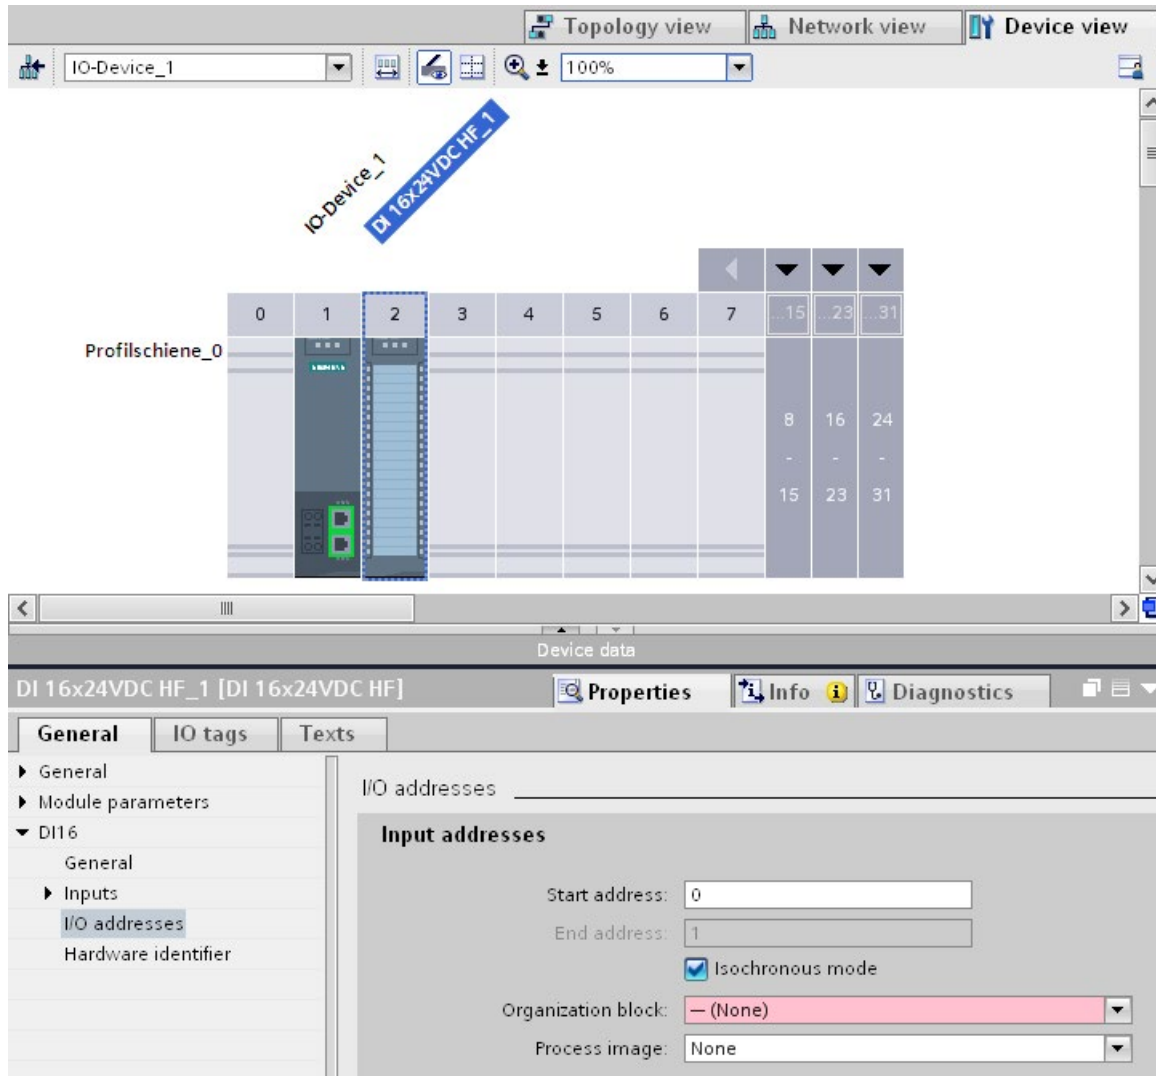 Topology view Network view Device view
IO-Device_1 100%
IO-Device_1
DI 16x24VDC HF_1
0 1 2 3 4 5 6 7 ...15 ...23 ...31
Profilschiene_0
SIEMENS
8 16 24
- - -
15 23 31
Device data
DI 16x24VDC HF_1 [DI 16x24VDC HF] Properties Info Diagnostics
General IO tags Texts
General
Module parameters
DI16
General
Inputs
I/O addresses
Hardware identifier
I/O addresses
Input addresses
Start address: 0
End address: 1
Isochronous mode
Organization block: — (None)
Process image: None